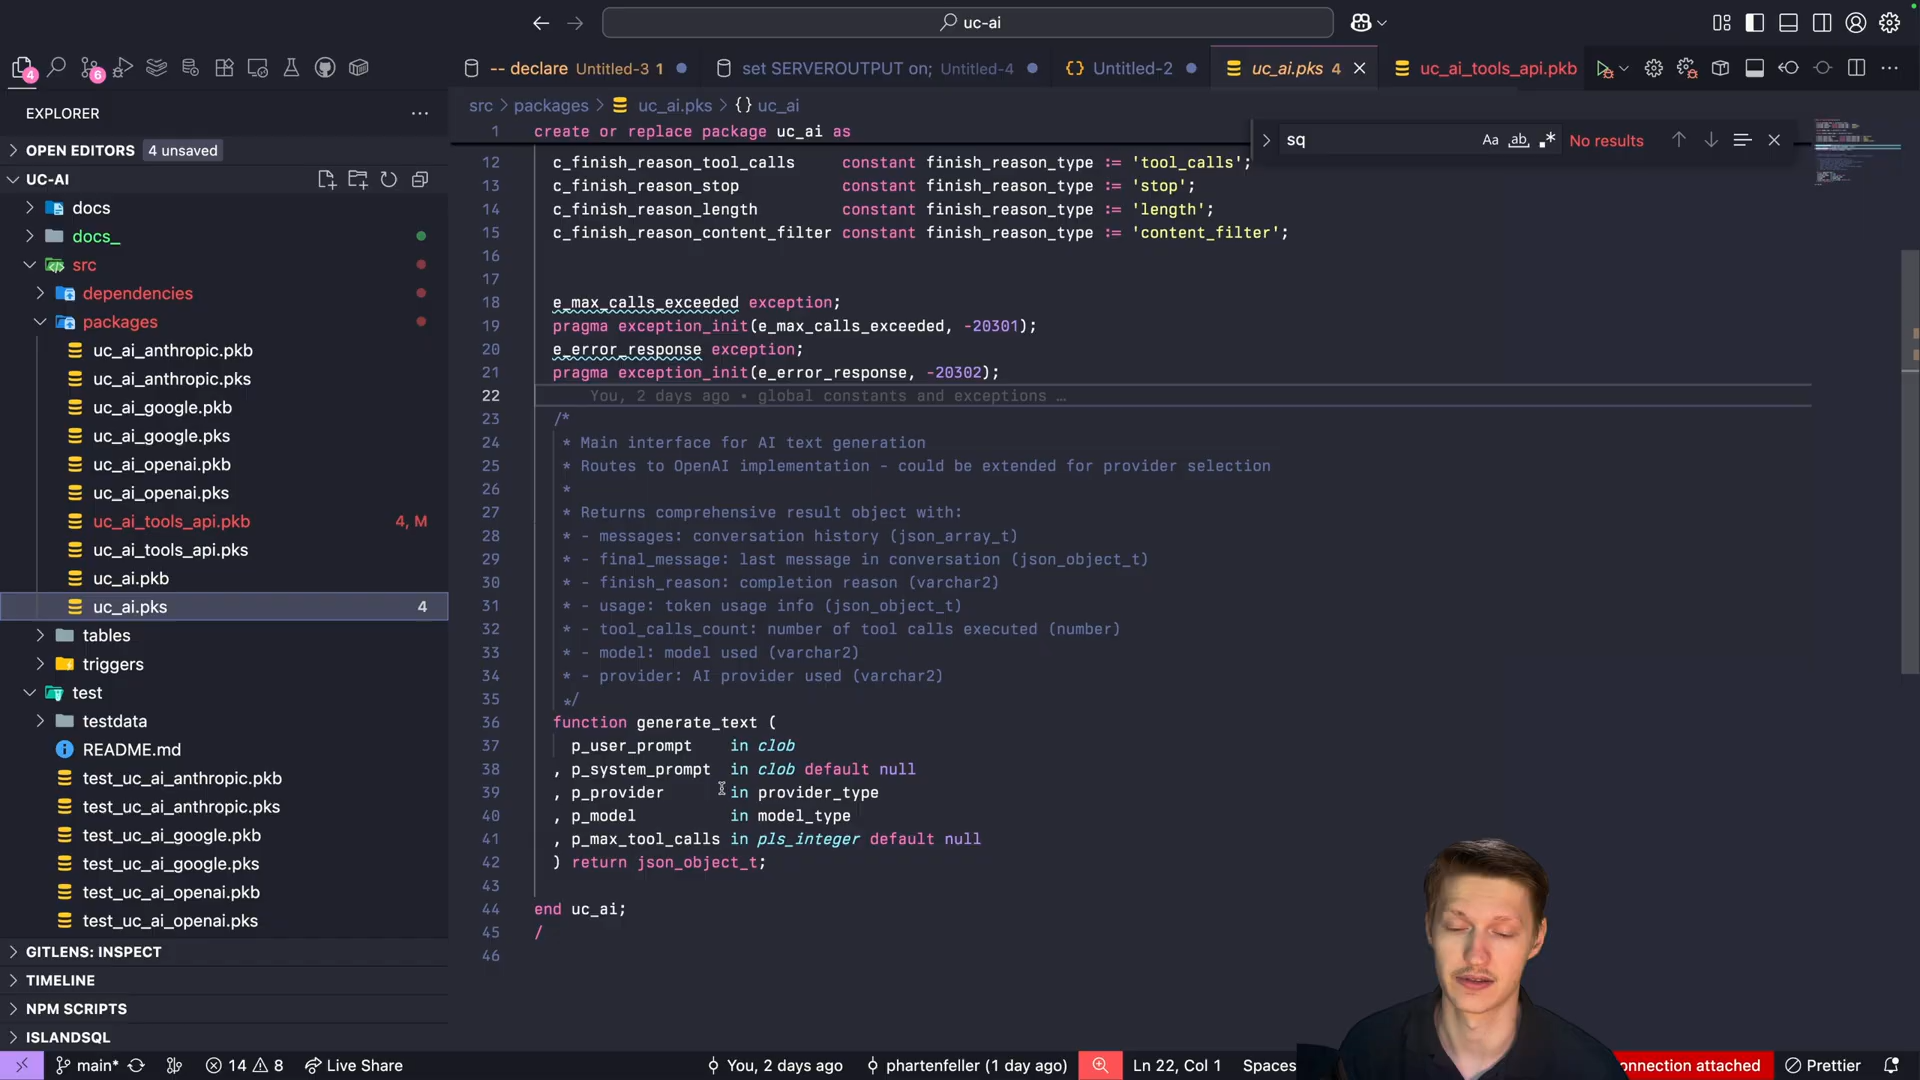 uc-ai
4
6
-- declare Untitled-3 1
set SERVEROUTPUT on; Untitled-4
Untitled-2
uc_ai.pks 4
uc_ai_tools_api.pkb
EXPLORER
src > packages > uc_ai.pks > {} uc_ai
sq
Aa
ab
No results
OPEN EDITORS 4 unsaved
UC-AI
docs
docs_
src
dependencies
packages
uc_ai_anthropic.pkb
uc_ai_anthropic.pks
uc_ai_google.pkb
uc_ai_google.pks
uc_ai_openai.pkb
uc_ai_openai.pks
uc_ai_tools_api.pkb 4, M
uc_ai_tools_api.pks
uc_ai.pkb
uc_ai.pks 4
tables
triggers
test
testdata
README.md
test_uc_ai_anthropic.pkb
test_uc_ai_anthropic.pks
test_uc_ai_google.pkb
test_uc_ai_google.pks
test_uc_ai_openai.pkb
test_uc_ai_openai.pks
GITLENS: INSPECT
TIMELINE
NPM SCRIPTS
ISLANDSQL
1 create or replace package uc_ai as
12 c_finish_reason_tool_calls constant finish_reason_type := 'tool_calls';
13 c_finish_reason_stop constant finish_reason_type := 'stop';
14 c_finish_reason_length constant finish_reason_type := 'length';
15 c_finish_reason_content_filter constant finish_reason_type := 'content_filter';
16
17
18 e_max_calls_exceeded exception;
19 pragma exception_init(e_max_calls_exceeded, -20301);
20 e_error_response exception;
21 pragma exception_init(e_error_response, -20302);
22 You, 2 days ago • global constants and exceptions …
23 /*
24 * Main interface for AI text generation
25 * Routes to OpenAI implementation - could be extended for provider selection
26 *
27 * Returns comprehensive result object with:
28 * - messages: conversation history (json_array_t)
29 * - final_message: last message in conversation (json_object_t)
30 * - finish_reason: completion reason (varchar2)
31 * - usage: token usage info (json_object_t)
32 * - tool_calls_count: number of tool calls executed (number)
33 * - model: model used (varchar2)
34 * - provider: AI provider used (varchar2)
35 */
36 function generate_text (
37 p_user_prompt in clob
38 , p_system_prompt in clob default null
39 , p_provider in provider_type
40 , p_model in model_type
41 , p_max_tool_calls in pls_integer default null
42 ) return json_object_t;
43
44 end uc_ai;
45 /
46
main* 14 8 Live Share You, 2 days ago phartenfeller (1 day ago) Ln 22, Col 1 Spaces onnection attached Prettier